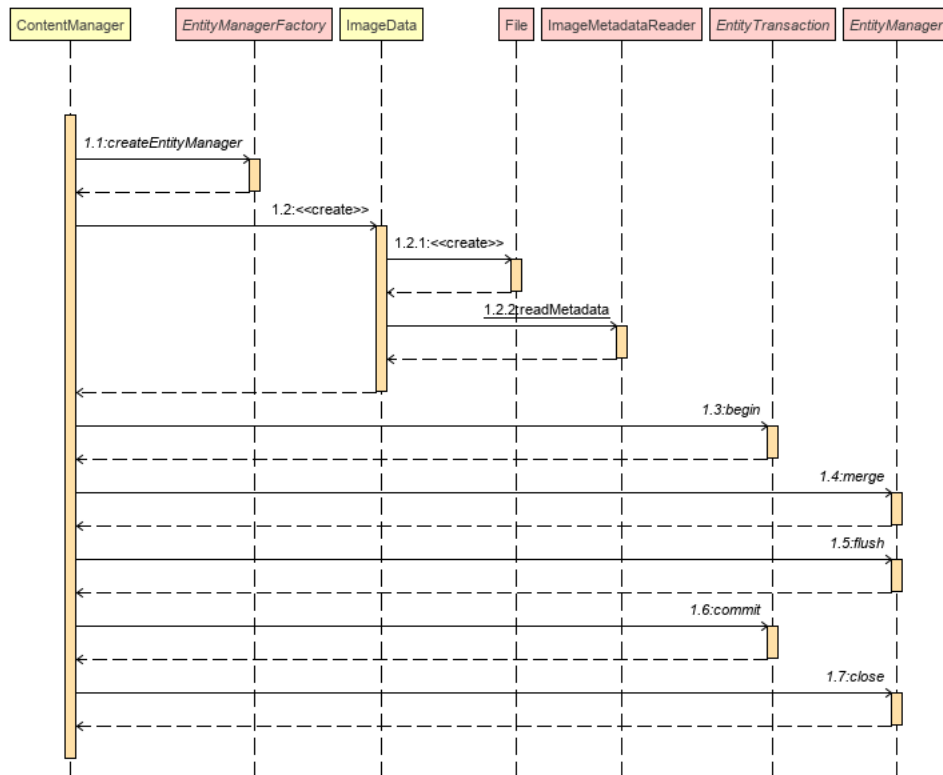 ContentManager
EntityManagerFactory
ImageData
File
ImageMetadataReader
EntityTransaction
EntityManager
1.1:createEntityManager
1.2:<<create>>
1.2.1:<<create>>
1.2.2:readMetadata
1.3:begin
1.4:merge
1.5:flush
1.6:commit
1.7:close